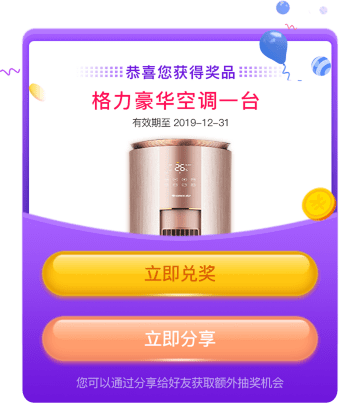 恭喜您获得奖品
格力豪华空调一台
有效期至 2019-12-31
26
立即兑奖
立即分享
您可以通过分享给好友获取额外抽奖机会